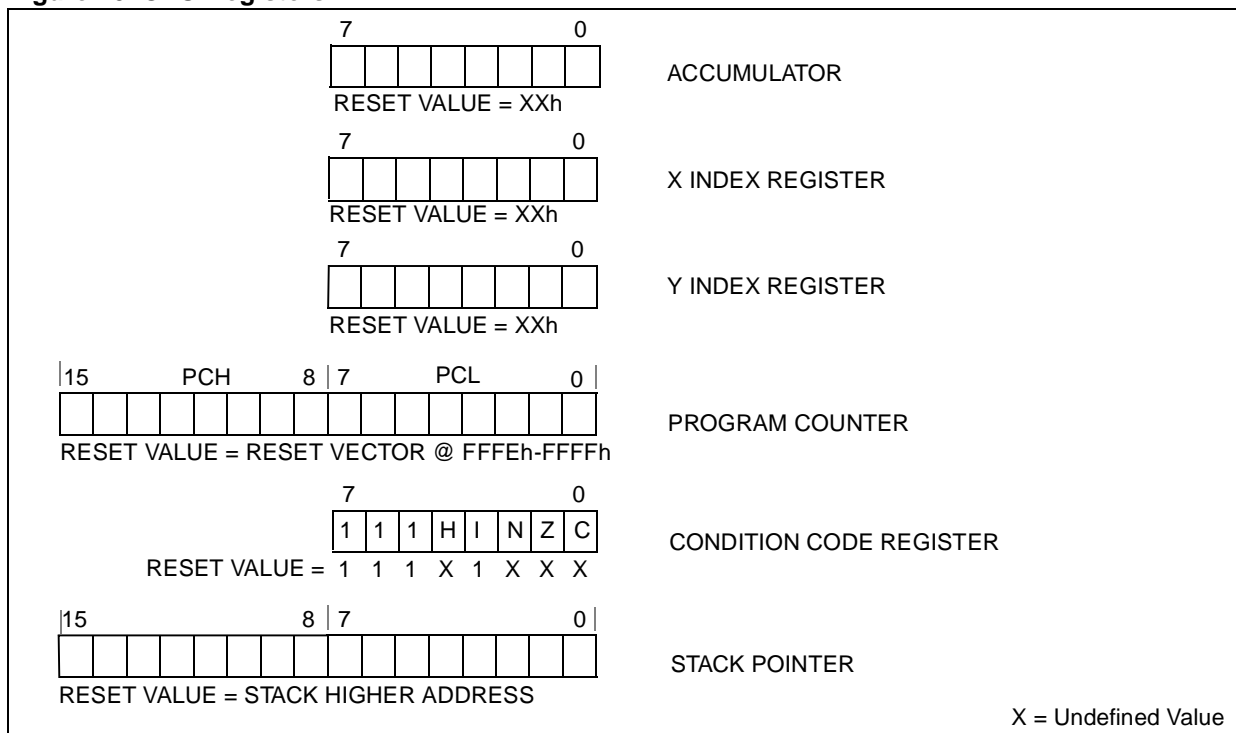 7 0
ACCUMULATOR
RESET VALUE = XXh
7 0
X INDEX REGISTER
RESET VALUE = XXh
7 0
Y INDEX REGISTER
RESET VALUE = XXh
15 PCH 8 7 PCL 0
PROGRAM COUNTER
RESET VALUE = RESET VECTOR @ FFFEh-FFFFh
7 0
1 1 1 H I N Z C
CONDITION CODE REGISTER
RESET VALUE = 1 1 1 X 1 X X X
15 8 7 0
STACK POINTER
RESET VALUE = STACK HIGHER ADDRESS
X = Undefined Value